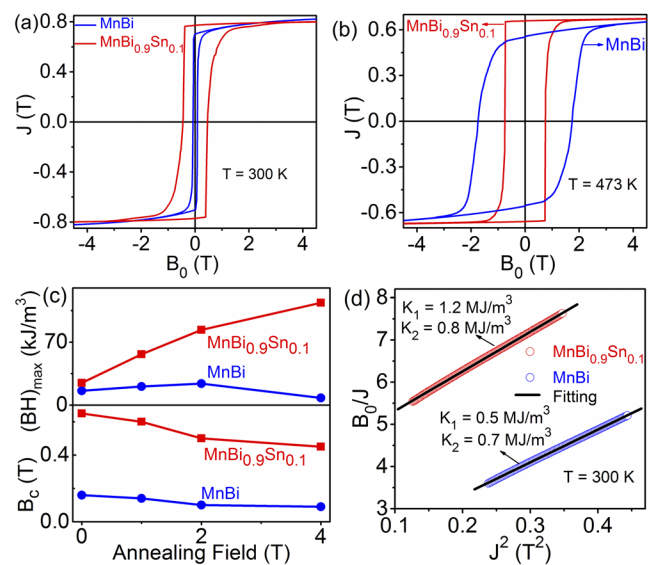 (a)
MnBi
MnBi0.9Sn0.1
0.8
0.4
0.0
-0.4
-0.8
J (T)
T = 300 K
-4 -2 0 2 4
B0 (T)
(b)
MnBi0.9Sn0.1
MnBi
0.6
0.3
0.0
-0.3
-0.6
J (T)
T = 473 K
-4 -2 0 2 4
B0 (T)
(c)
(BH)max (kJ/m3)
70
0
MnBi0.9Sn0.1
MnBi
Bc (T)
0.4
0.0
MnBi0.9Sn0.1
MnBi
0 1 2 3 4
Annealing Field (T)
(d)
8
7
6
5
4
3
B0/J
K1 = 1.2 MJ/m3
K2 = 0.8 MJ/m3
MnBi0.9Sn0.1
MnBi
Fitting
K1 = 0.5 MJ/m3
K2 = 0.7 MJ/m3
T = 300 K
0.1 0.2 0.3 0.4
J2 (T2)